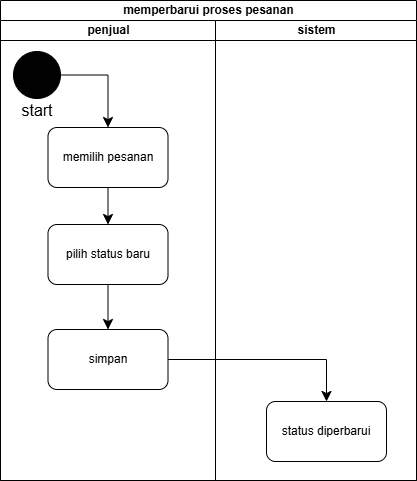 memperbarui proses pesanan
penjual
sistem
start
memilih pesanan
pilih status baru
simpan
status diperbarui